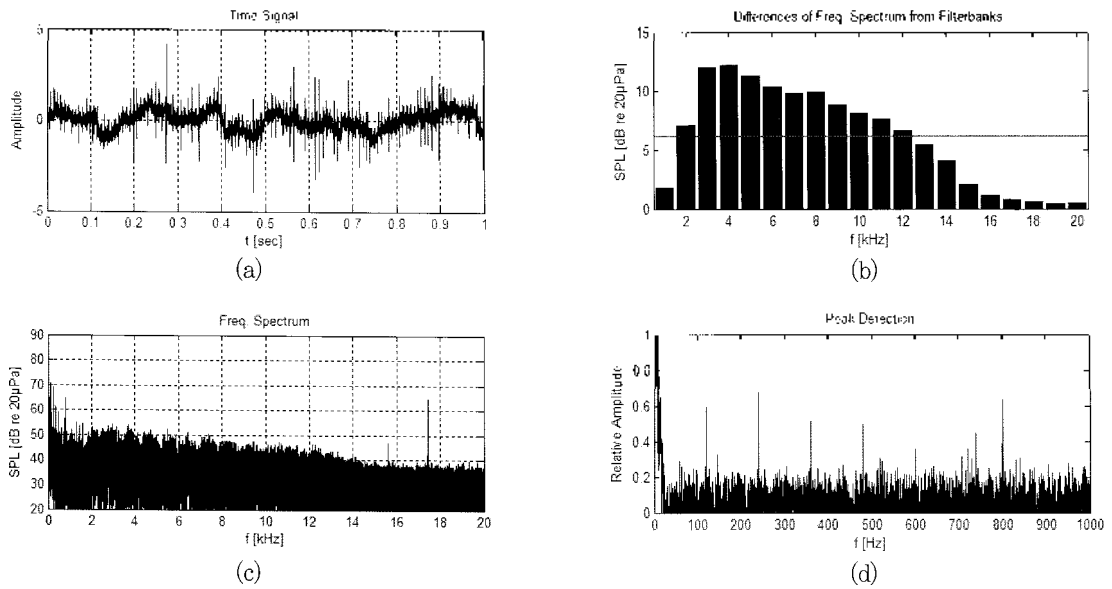 Time Signal
5
0
-5
Amplitude
0 0.1 0.2 0.3 0.4 0.5 0.6 0.7 0.8 0.9 1
t [sec]
(a)
Differences of Freq. Spectrum from Filterbanks
15
10
5
0
SPL [dB re 20µPa]
2 4 6 8 10 12 14 16 18 20
f [kHz]
(b)
Freq. Spectrum
90
80
70
60
50
40
30
20
SPL [dB re 20µPa]
0 2 4 6 8 10 12 14 16 18 20
f [kHz]
(c)
Peak Detection
1
0.6
0.4
0.2
0
Relative Amplitude
0 100 200 300 400 500 600 700 800 900 1000
f [Hz]
(d)